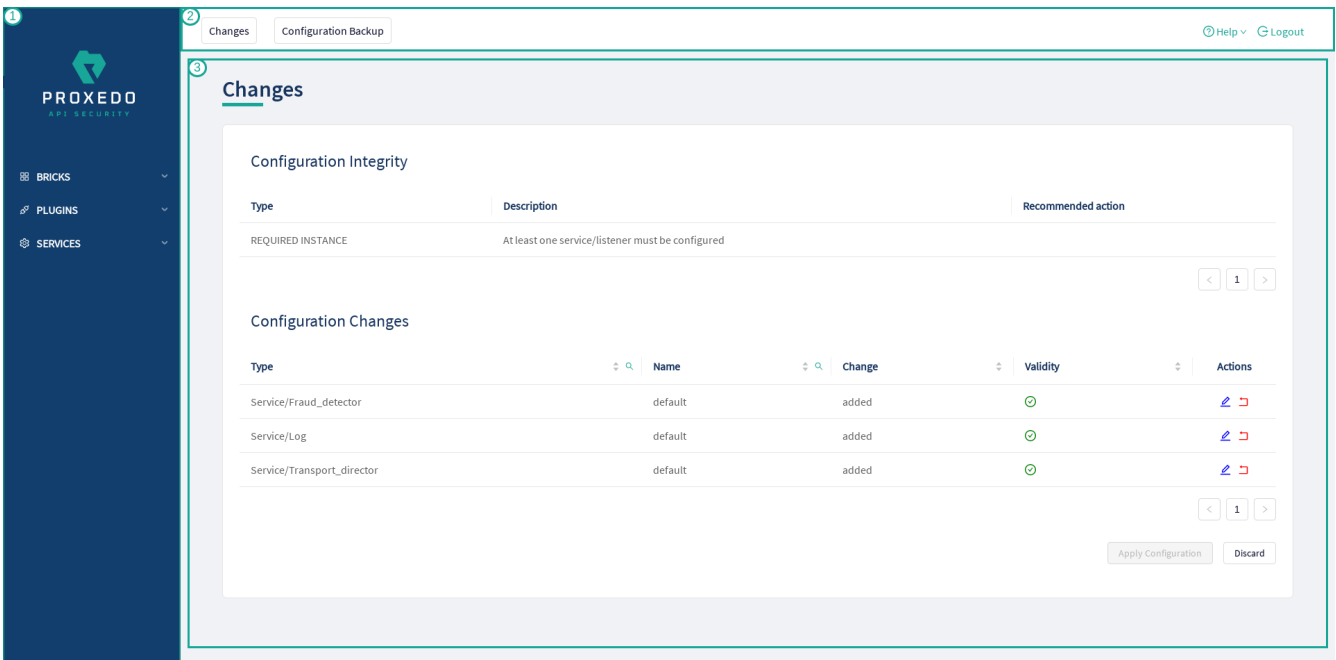 1
PROXEDO
API SECURITY
BRICKS
PLUGINS
SERVICES
2
Changes Configuration Backup Help Logout
3
Changes
Configuration Integrity
Type Description Recommended action
REQUIRED INSTANCE At least one service/listener must be configured
< 1 >
Configuration Changes
Type Name Change Validity Actions
Service/Fraud_detector default added
Service/Log default added
Service/Transport_director default added
< 1 >
Apply Configuration Discard